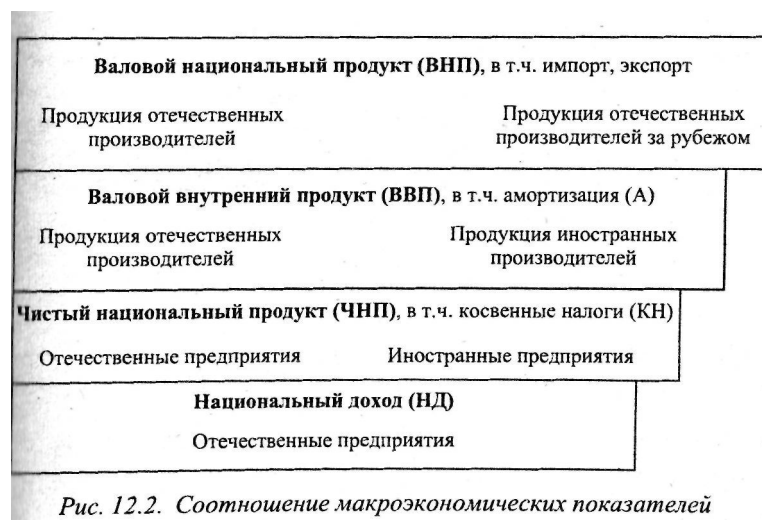 Валовой национальный продукт (ВНП), в т.ч. импорт, экспорт
Продукция отечественных
производителей
Продукция отечественных
производителей за рубежом
Валовой внутренний продукт (ВВП), в т.ч. амортизация (А)
Продукция отечественных
производителей
Продукция иностранных
производителей
Чистый национальный продукт (ЧНП), в т.ч. косвенные налоги (КН)
Отечественные предприятия
Иностранные предприятия
Национальный доход (НД)
Отечественные предприятия
Рис. 12.2. Соотношение макроэкономических показателей